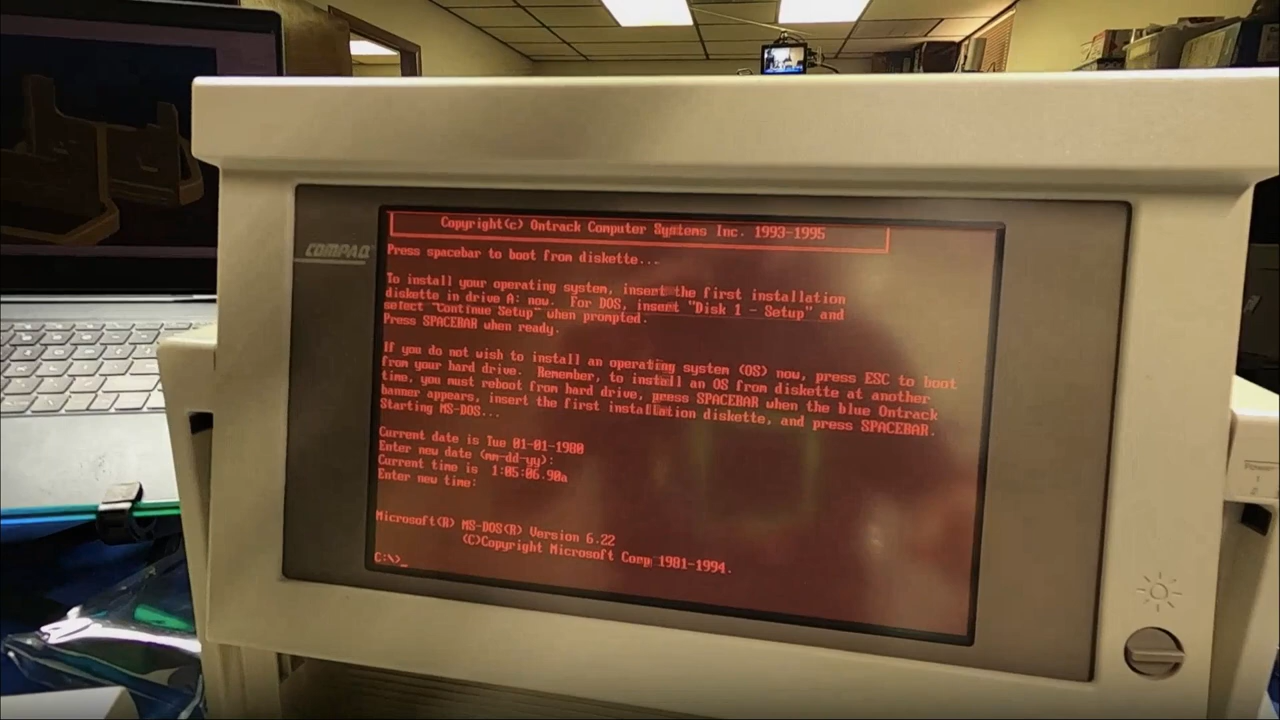 Copyright(c) Ontrack Computer Systems Inc. 1993-1995
COMPAQ
Press spacebar to boot from diskette...
To install your operating system, insert the first installation
diskette in drive A: now. For DOS, insert "Disk 1 - Setup" and
select "Continue Setup" when prompted.
Press SPACEBAR when ready.
If you do not wish to install an operating system (OS) now, press ESC to boot
from your hard drive. Remember, to install an OS from diskette at another
time, you must reboot from hard drive, press SPACEBAR when the blue Ontrack
banner appears, insert the first installation diskette, and press SPACEBAR.
Starting MS-DOS...
Current date is Tue 01-01-1980
Enter new date (mm-dd-yy):
Current time is 1:05:06.90a
Enter new time:
Microsoft(R) MS-DOS(R) Version 6.22
(C)Copyright Microsoft Corp 1981-1994.
C:\>_
Power
1
2